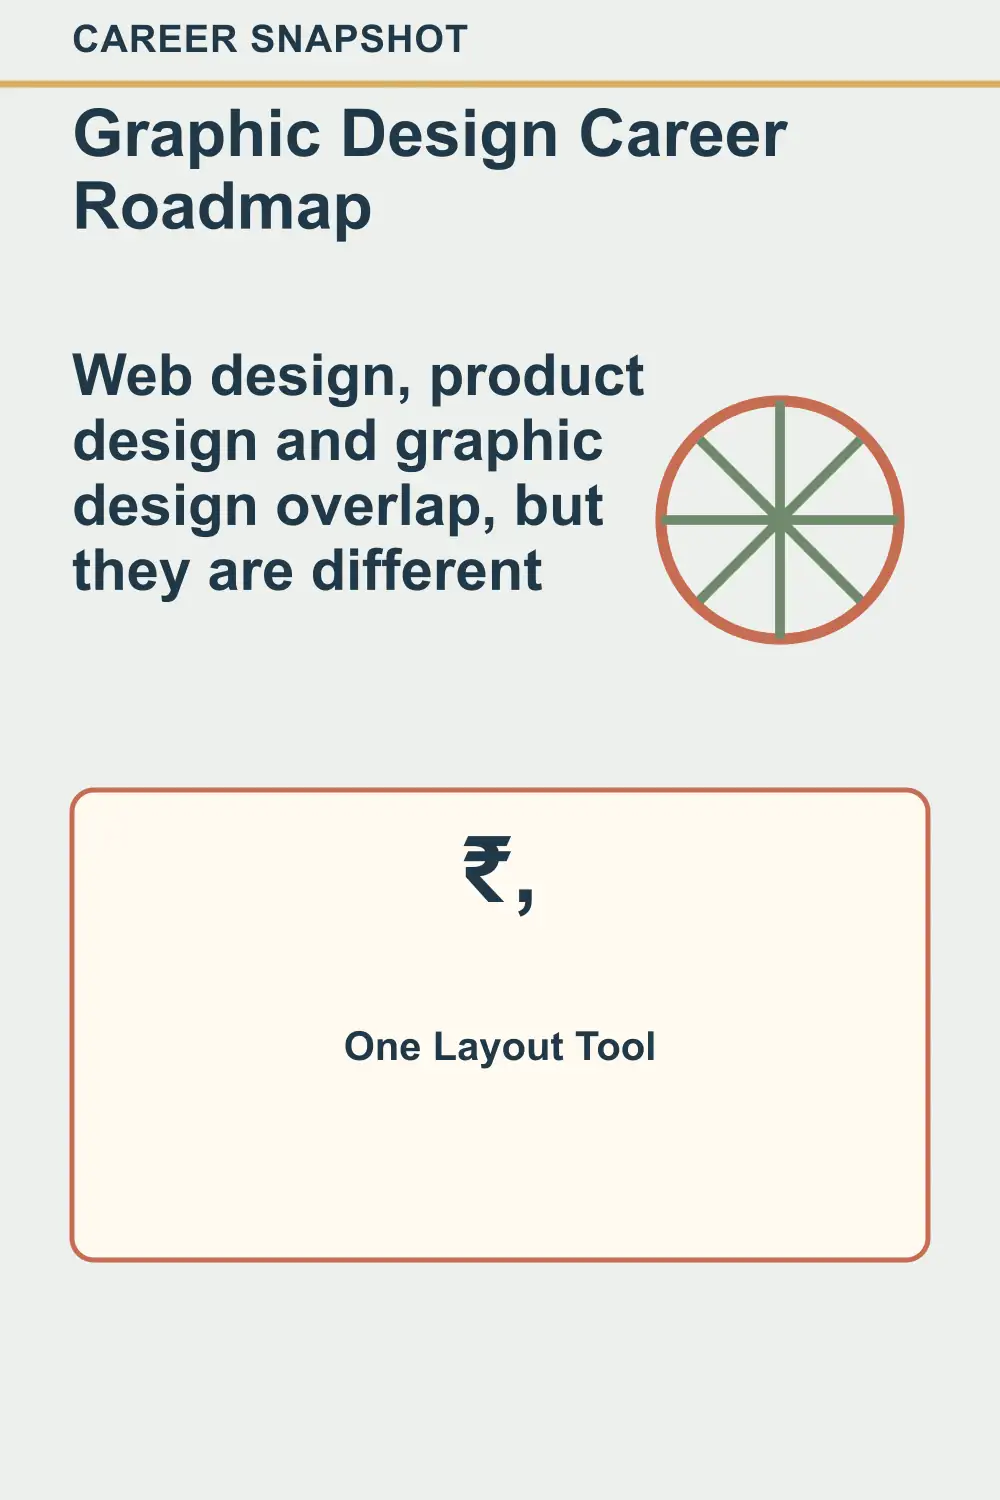 CAREER SNAPSHOT
Graphic Design Career
Roadmap
Web design, product
design and graphic
design overlap, but
they are different
₹,
One Layout Tool